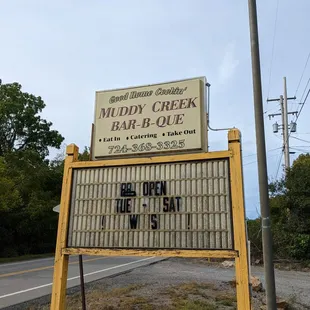 Good Home Cookin'
MUDDY CREEK
BAR-B-QUE
• Eat In • Catering • Take Out
724-368-3325
OPEN
TUE - SAT
! W S !